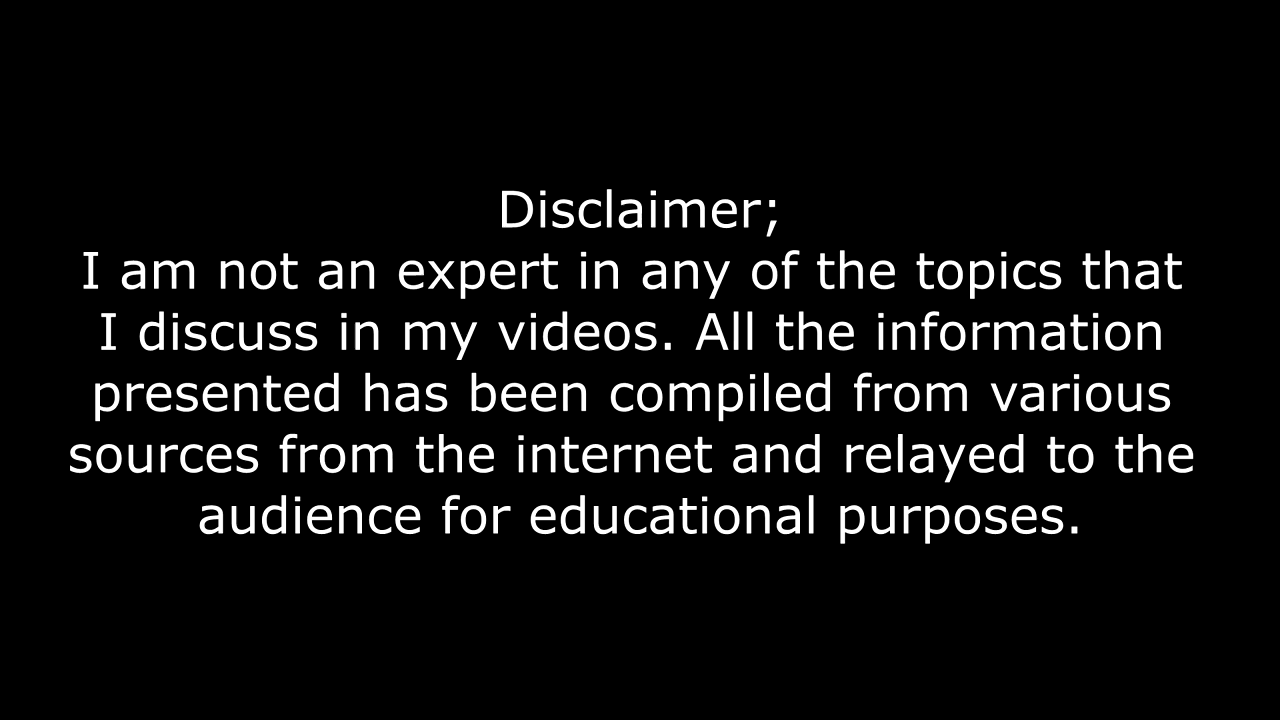 Disclaimer;
I am not an expert in any of the topics that
I discuss in my videos. All the information
presented has been compiled from various
sources from the internet and relayed to the
audience for educational purposes.